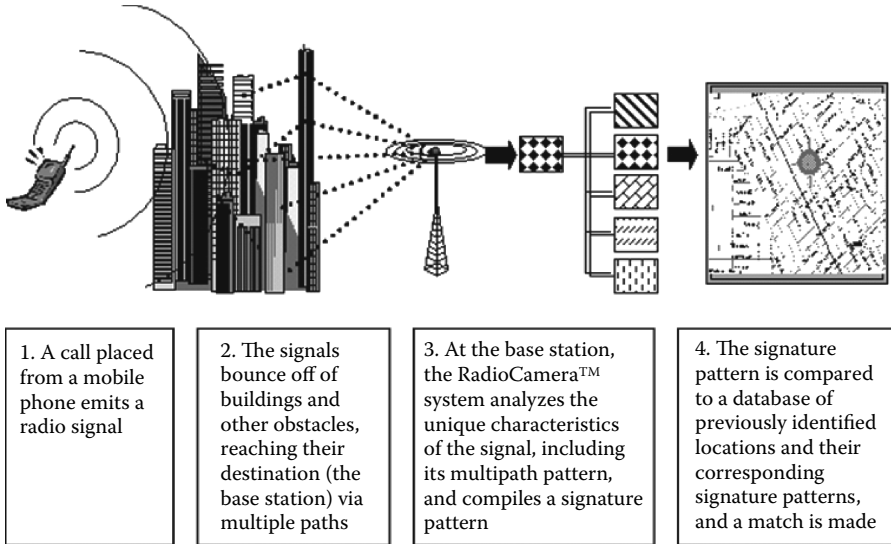 1. A call placed
from a mobile
phone emits a
radio signal
2. The signals
bounce off of
buildings and
other obstacles,
reaching their
destination (the
base station) via
multiple paths
3. At the base station,
the RadioCamera™
system analyzes the
unique characteristics
of the signal, including
its multipath pattern,
and compiles a signature
pattern
4. The signature
pattern is compared
to a database of
previously identified
locations and their
corresponding
signature patterns,
and a match is made